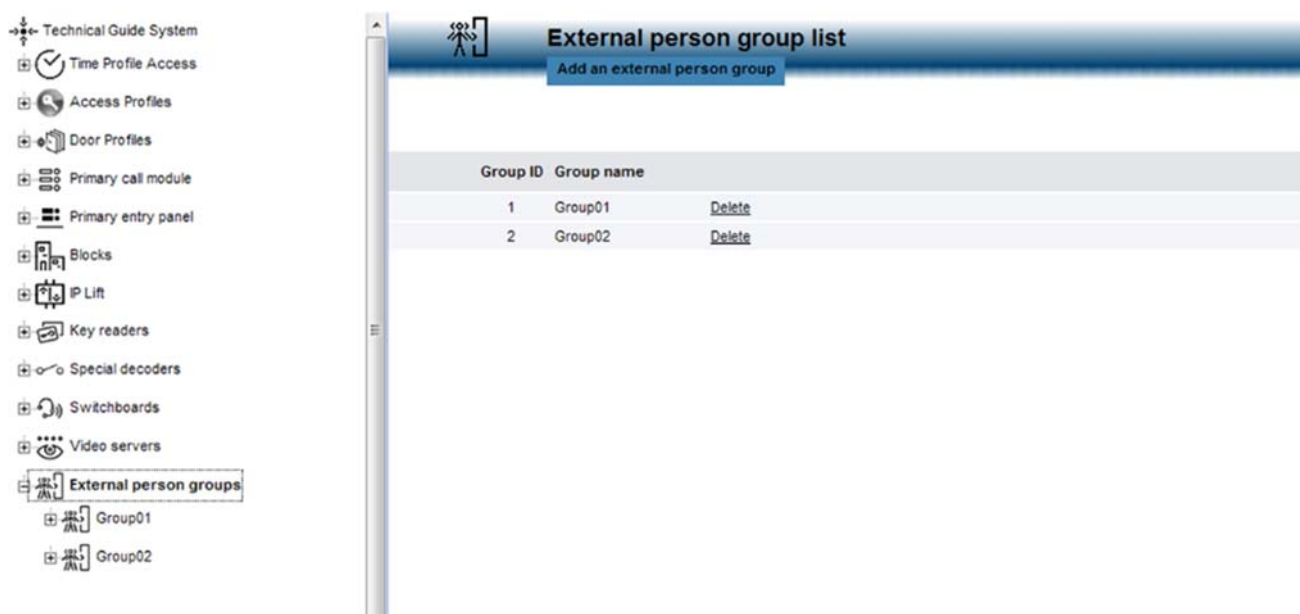 Technical Guide System
Time Profile Access
Access Profiles
Door Profiles
Primary call module
Primary entry panel
Blocks
IP Lift
Key readers
Special decoders
Switchboards
Video servers
External person groups
Group01
Group02
External person group list
Add an external person group
Group ID Group name
1 Group01 Delete
2 Group02 Delete